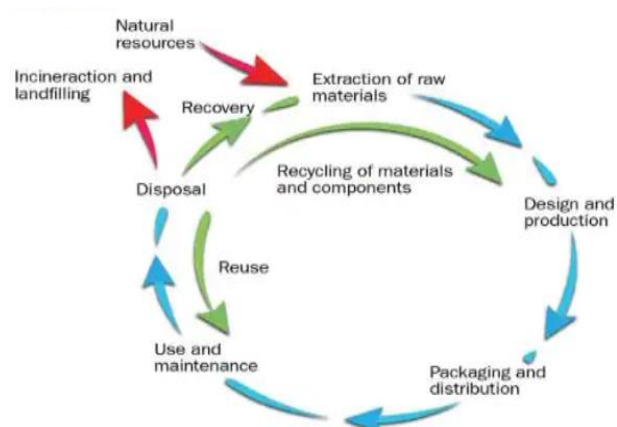 Natural
resources
Incineraction and
landfilling
Recovery
Extraction of raw
materials
Recycling of materials
and components
Disposal
Design and
production
Reuse
Use and
maintenance
Packaging and
distribution